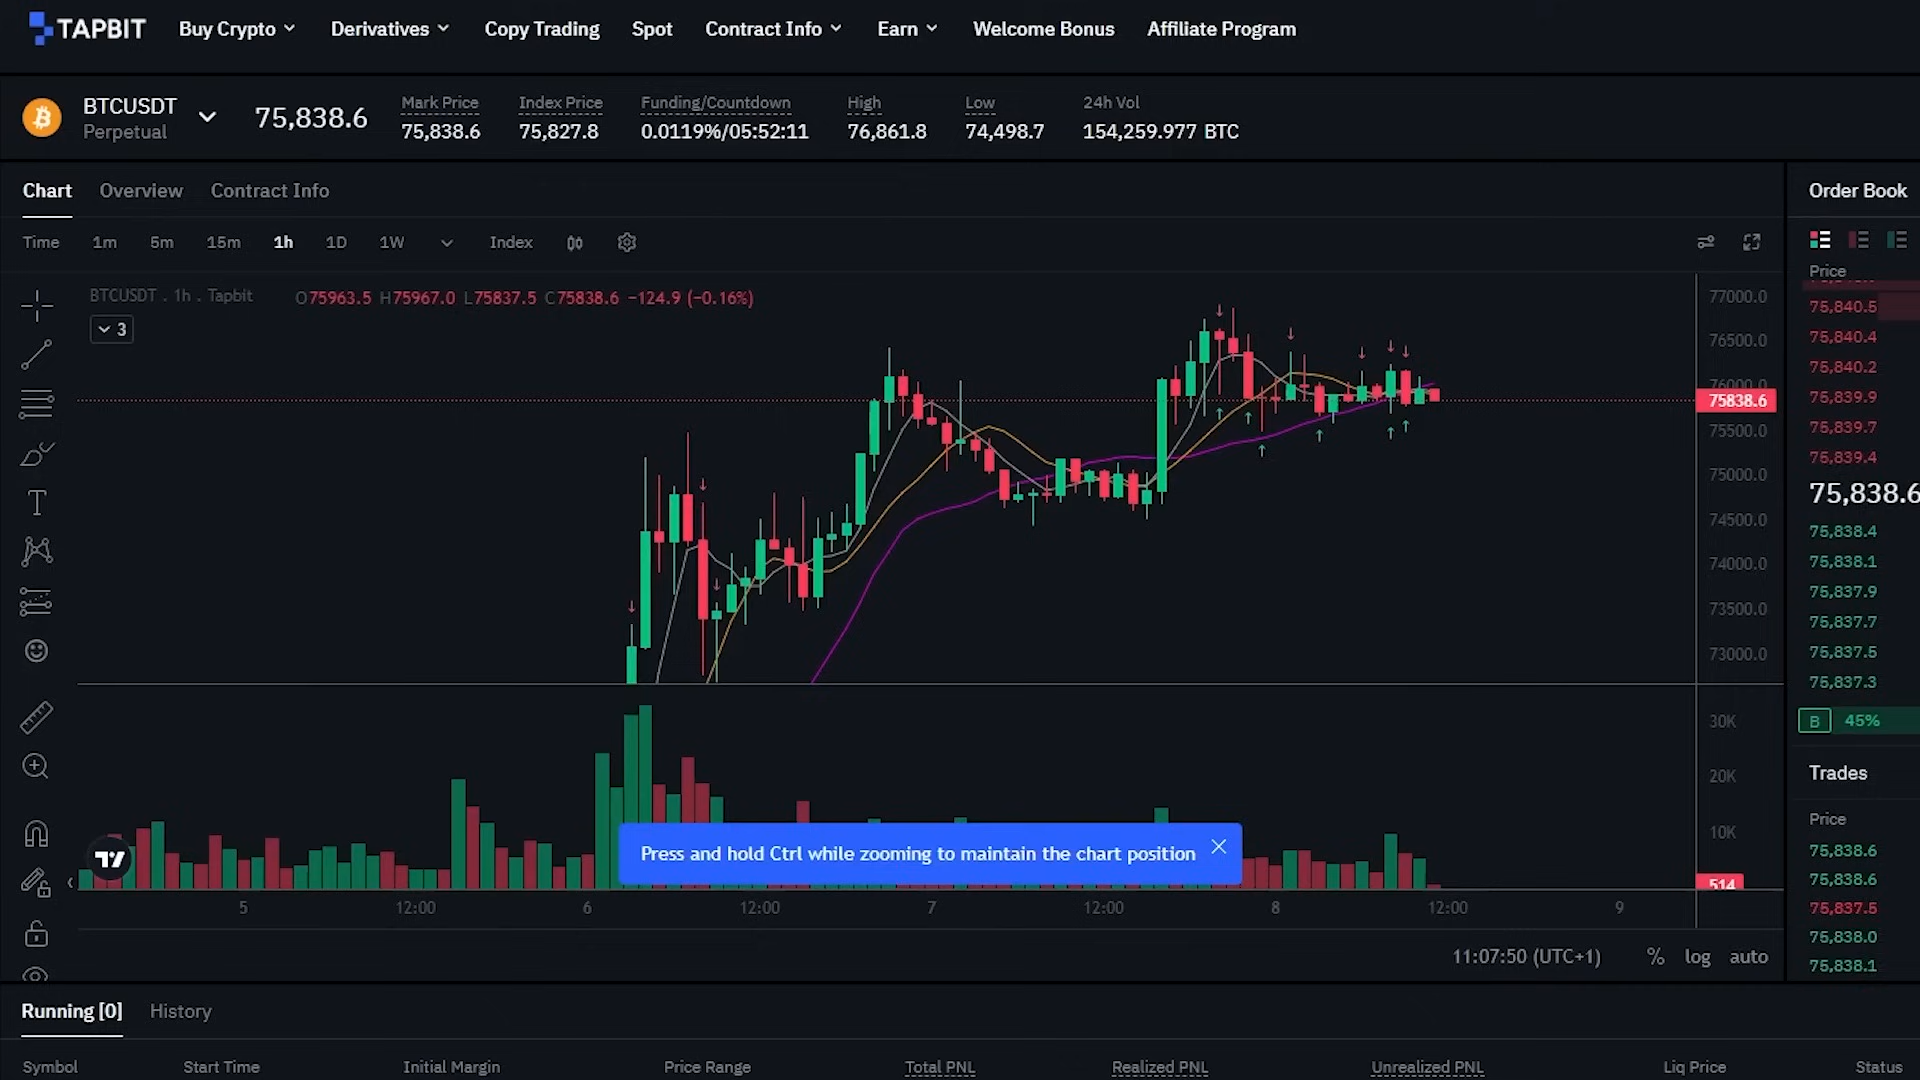 TAPBIT
Buy Crypto
Derivatives
Copy Trading
Spot
Contract Info
Earn
Welcome Bonus
Affiliate Program
BTCUSDT
Perpetual
75,838.6
Mark Price
75,838.6
Index Price
75,827.8
Funding/Countdown
0.0119%/05:52:11
High
76,861.8
Low
74,498.7
24h Vol
154,259.977 BTC
Chart
Overview
Contract Info
Time 1m 5m 15m 1h 1D 1W Index
BTCUSDT . 1h . Tapbit O75963.5 H75967.0 L75837.5 C75838.6 −124.9 (−0.16%)
3
77000.0
76500.0
76000.0
75838.6
75500.0
75000.0
74500.0
74000.0
73500.0
73000.0
30K
20K
10K
514
Press and hold Ctrl while zooming to maintain the chart position
5 12:00 6 12:00 7 12:00 8 12:00 9
11:07:50 (UTC+1) % log auto
Order Book
Price
75,840.5
75,840.4
75,840.2
75,839.9
75,839.7
75,839.4
75,838.6
75,838.4
75,838.1
75,837.9
75,837.7
75,837.5
75,837.3
B 45%
Trades
Price
75,838.6
75,838.6
75,837.5
75,838.0
75,838.1
Running [0]
History
Symbol Start Time Initial Margin Price Range Total PNL Realized PNL Unrealized PNL Liq Price Status